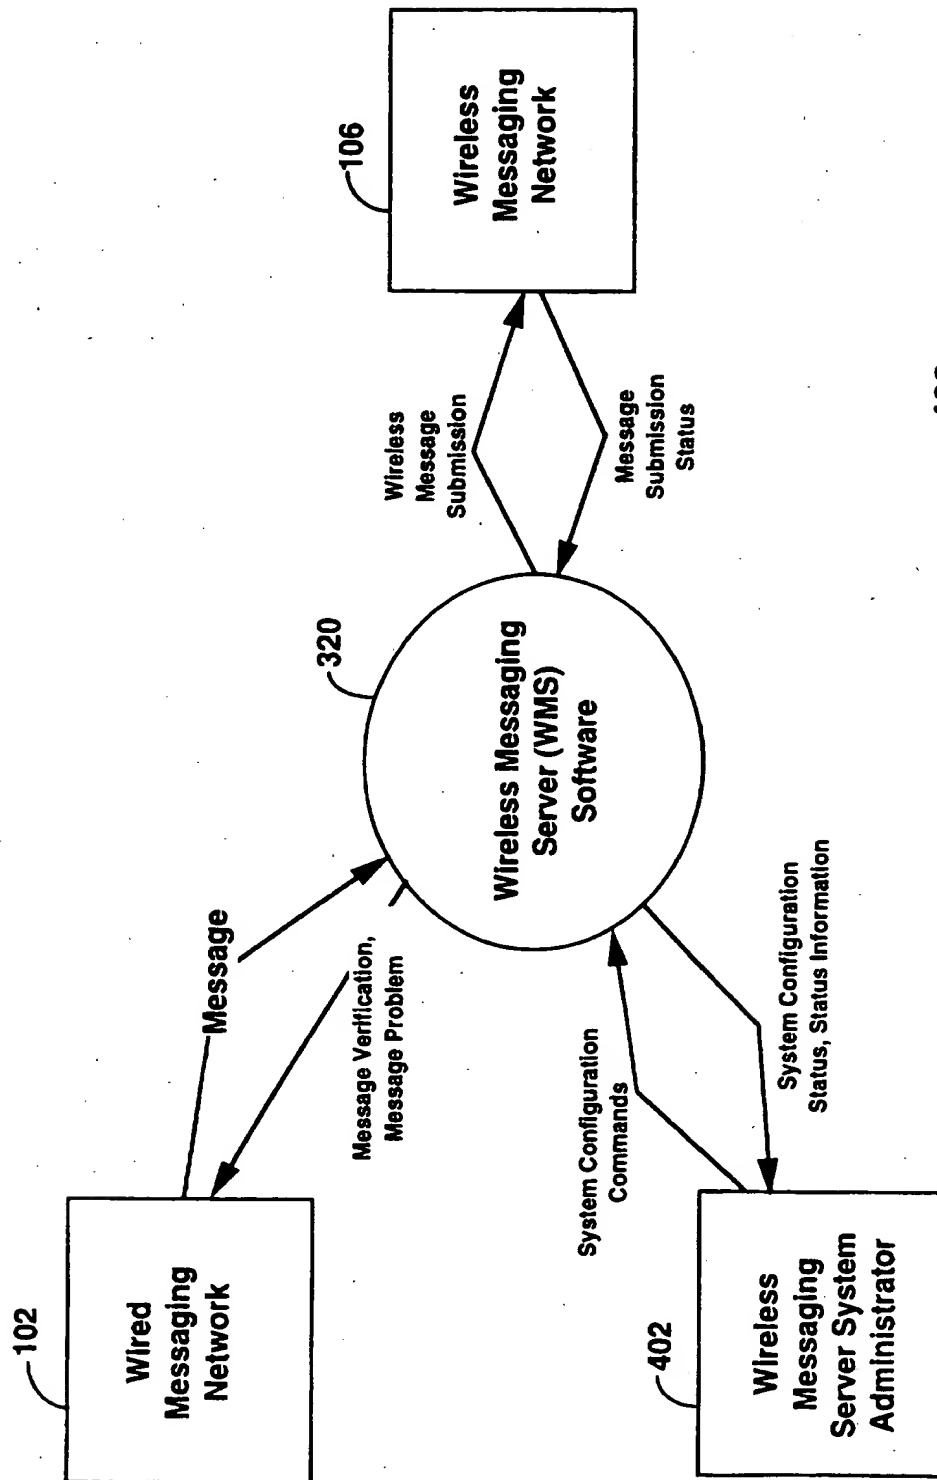 102
Wired
Messaging
Network
Message
Message Verification,
Message Problem
320
Wireless Messaging
Server (WMS)
Software
Wireless
Message
Submission
Message
Submission
Status
106
Wireless
Messaging
Network
System Configuration
Commands
System Configuration
Status, Status Information
402
Wireless
Messaging
Server System
Administrator